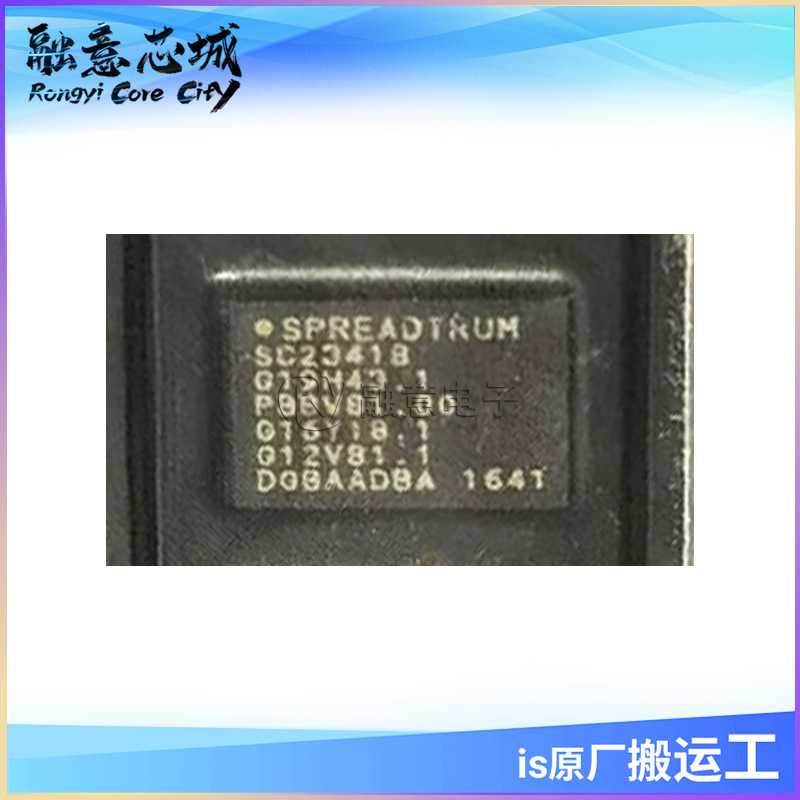 融意芯城
Rongyi Core City
SPREADTRUM
SC2341B
融意电子
G12V81.1
DGGAADBA 1641
is原厂搬运工